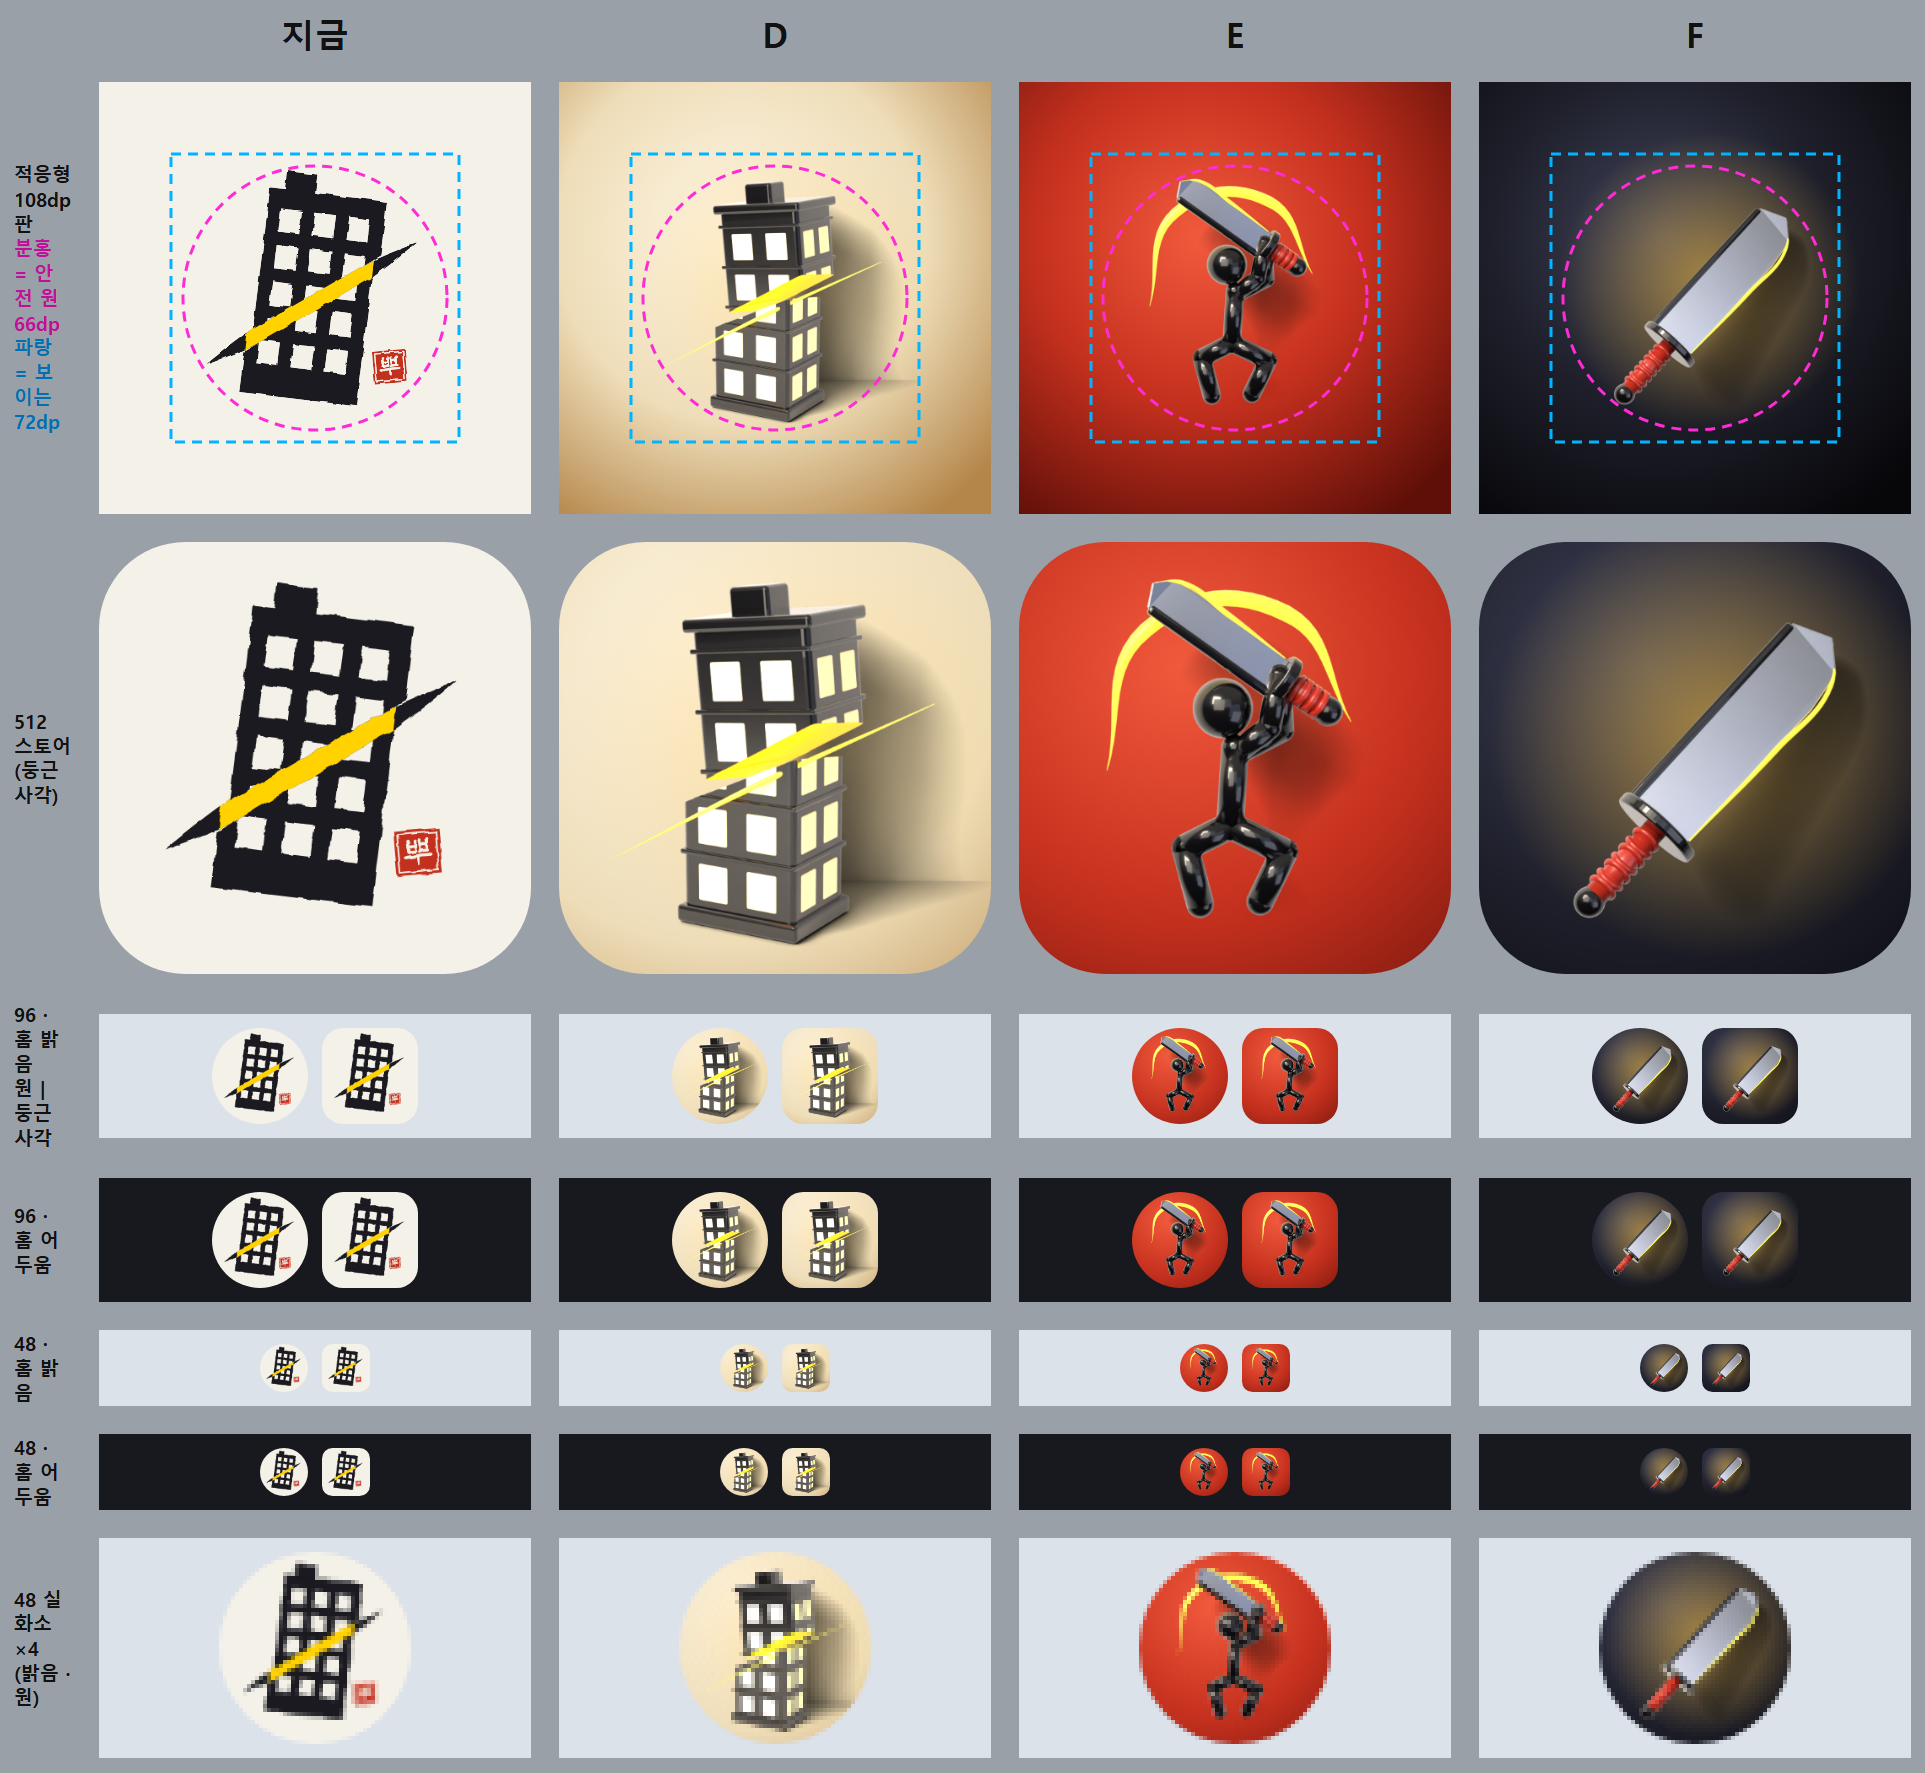 지금
D
E
F
적응형
108dp
판
분홍
= 안
전 원
66dp
파랑
= 보
이는
72dp
뿌
512
스토어
(둥근
사각)
뿌
96 ·
홈 밝
음
원 |
둥근
사각
96 ·
홈 어
두움
48 ·
홈 밝
음
48 ·
홈 어
두움
48 실
화소
×4
(밝음 ·
원)